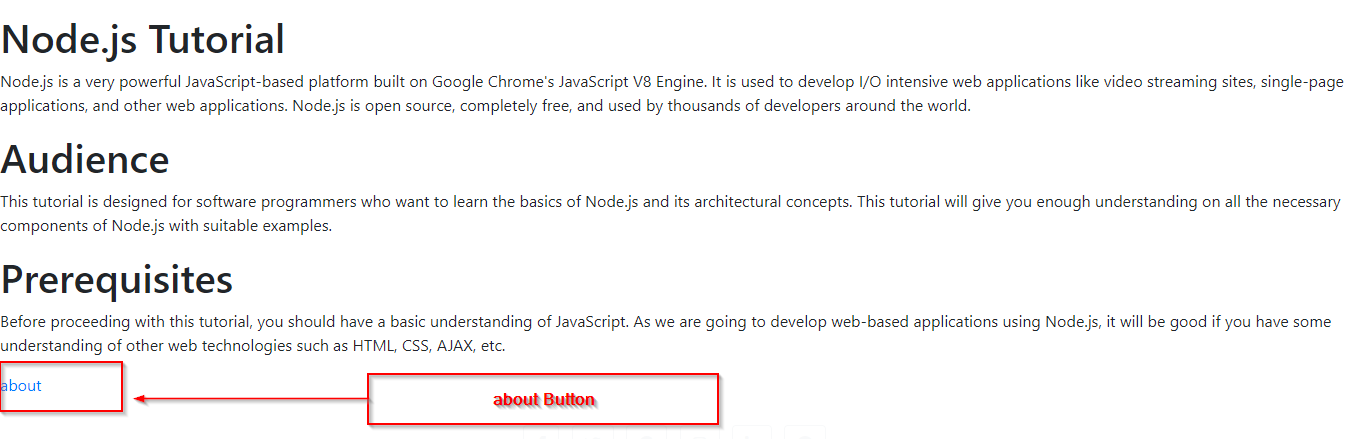 Node.js Tutorial
Node.js is a very powerful JavaScript-based platform built on Google Chrome's JavaScript V8 Engine. It is used to develop I/O intensive web applications like video streaming sites, single-page
applications, and other web applications. Node.js is open source, completely free, and used by thousands of developers around the world.
Audience
This tutorial is designed for software programmers who want to learn the basics of Node.js and its architectural concepts. This tutorial will give you enough understanding on all the necessary
components of Node.js with suitable examples.
Prerequisites
Before proceeding with this tutorial, you should have a basic understanding of JavaScript. As we are going to develop web-based applications using Node.js, it will be good if you have some
understanding of other web technologies such as HTML, CSS, AJAX, etc.
about
about Button